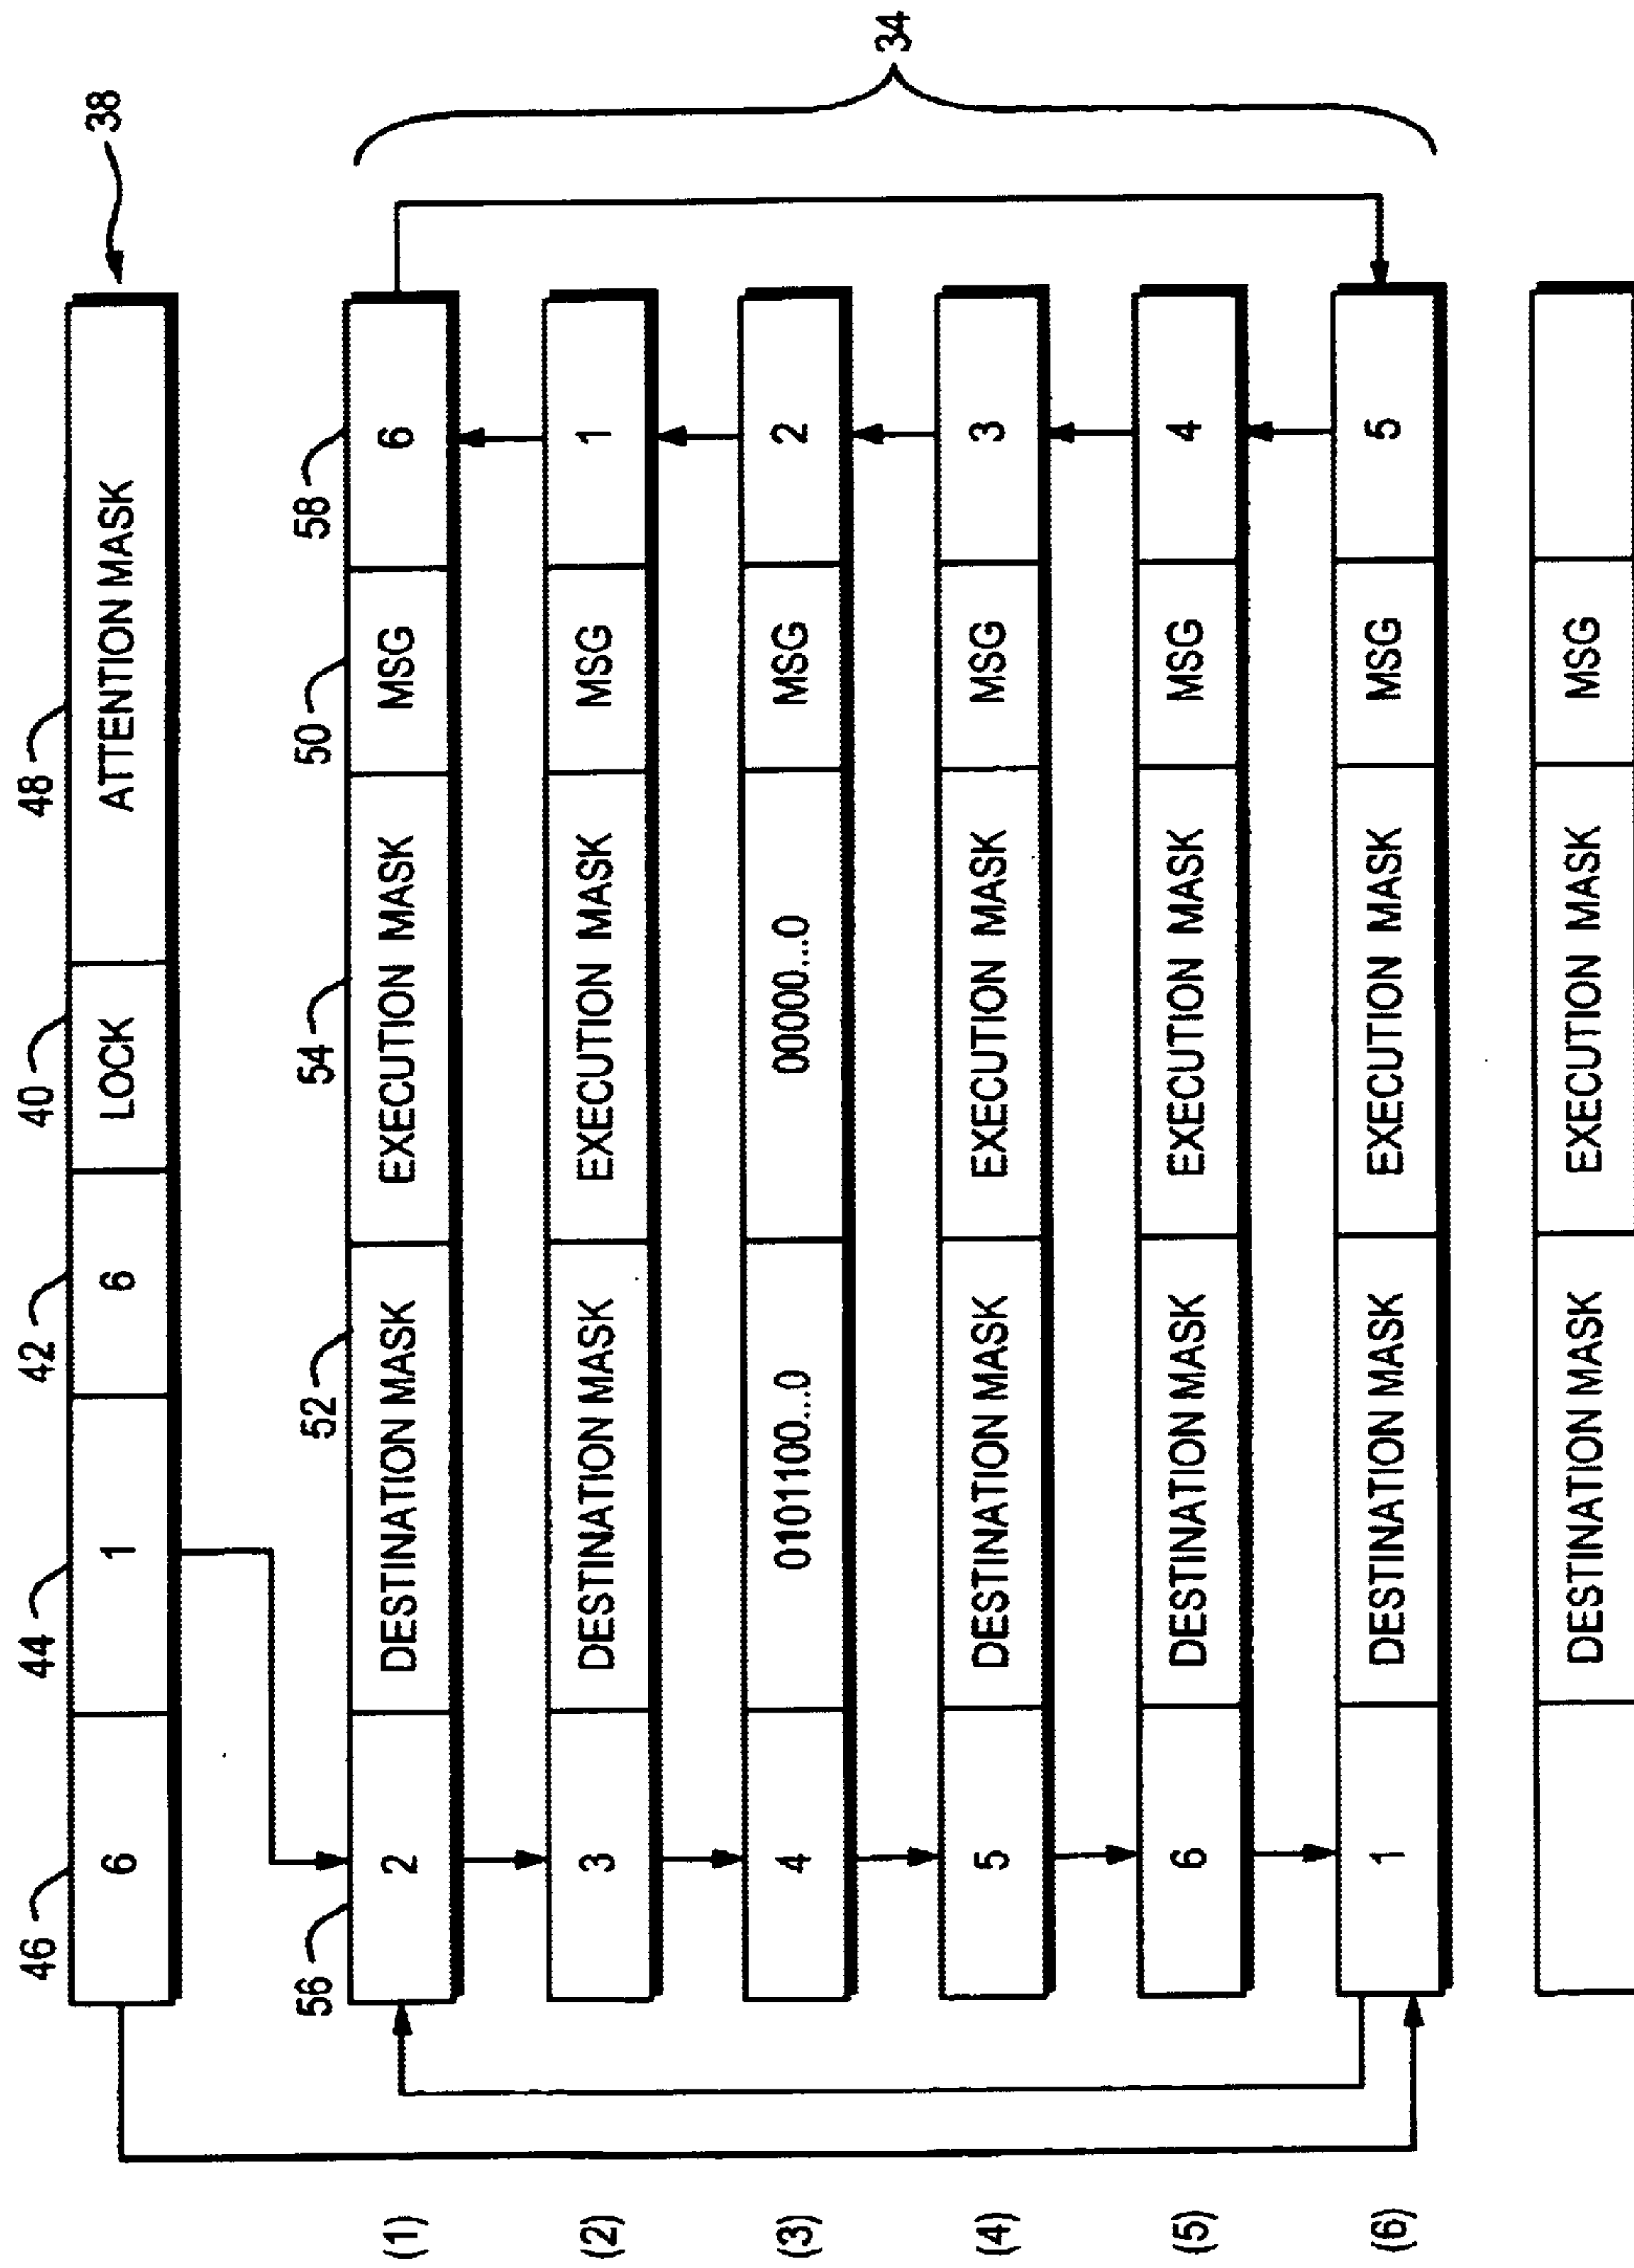 46 44 42 40 48 38
6 1 6 LOCK ATTENTION MASK
56 52 54 50 58
(1) 2 DESTINATION MASK EXECUTION MASK MSG 6
(2) 3 DESTINATION MASK EXECUTION MASK MSG 1
(3) 4 0101100...0 00000...0 MSG 2
(4) 5 DESTINATION MASK EXECUTION MASK MSG 3
(5) 6 DESTINATION MASK EXECUTION MASK MSG 4
(6) 1 DESTINATION MASK EXECUTION MASK MSG 5
34
DESTINATION MASK EXECUTION MASK MSG